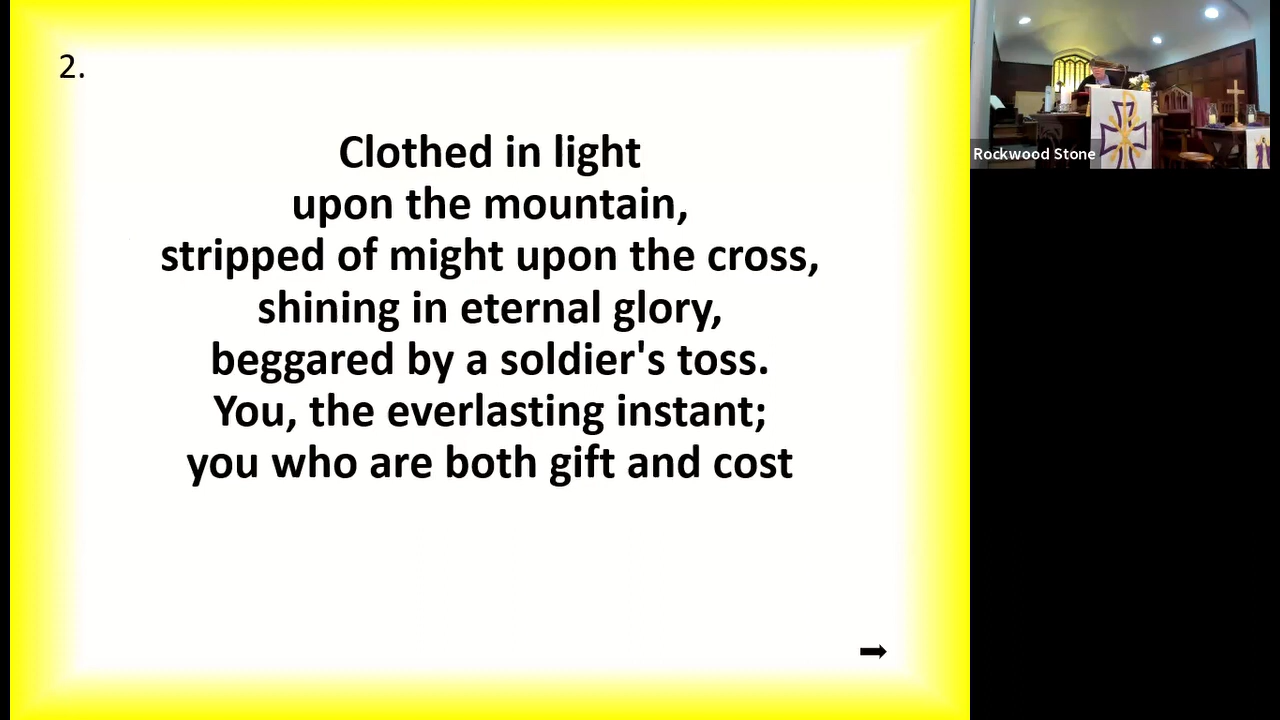 2.
Clothed in light
upon the mountain,
stripped of might upon the cross,
shining in eternal glory,
beggared by a soldier's toss.
You, the everlasting instant;
you who are both gift and cost
Rockwood Stone